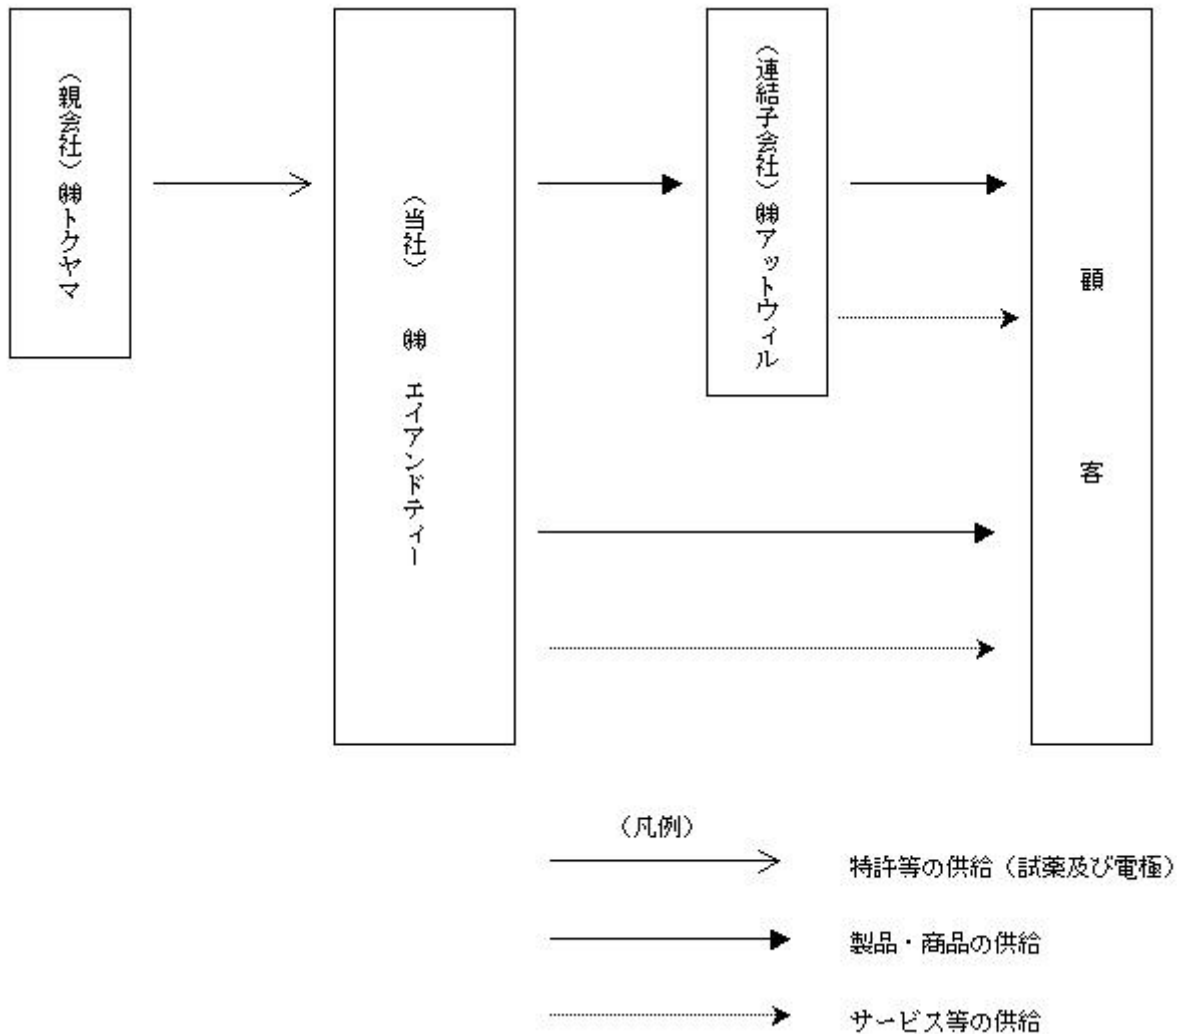 （親会社）㈱トクヤマ
（当社）　㈱　エイアンドティー
（連結子会社）㈱アットウィル
顧客
（凡例）
特許等の供給（試薬及び電極）
製品・商品の供給
サービス等の供給